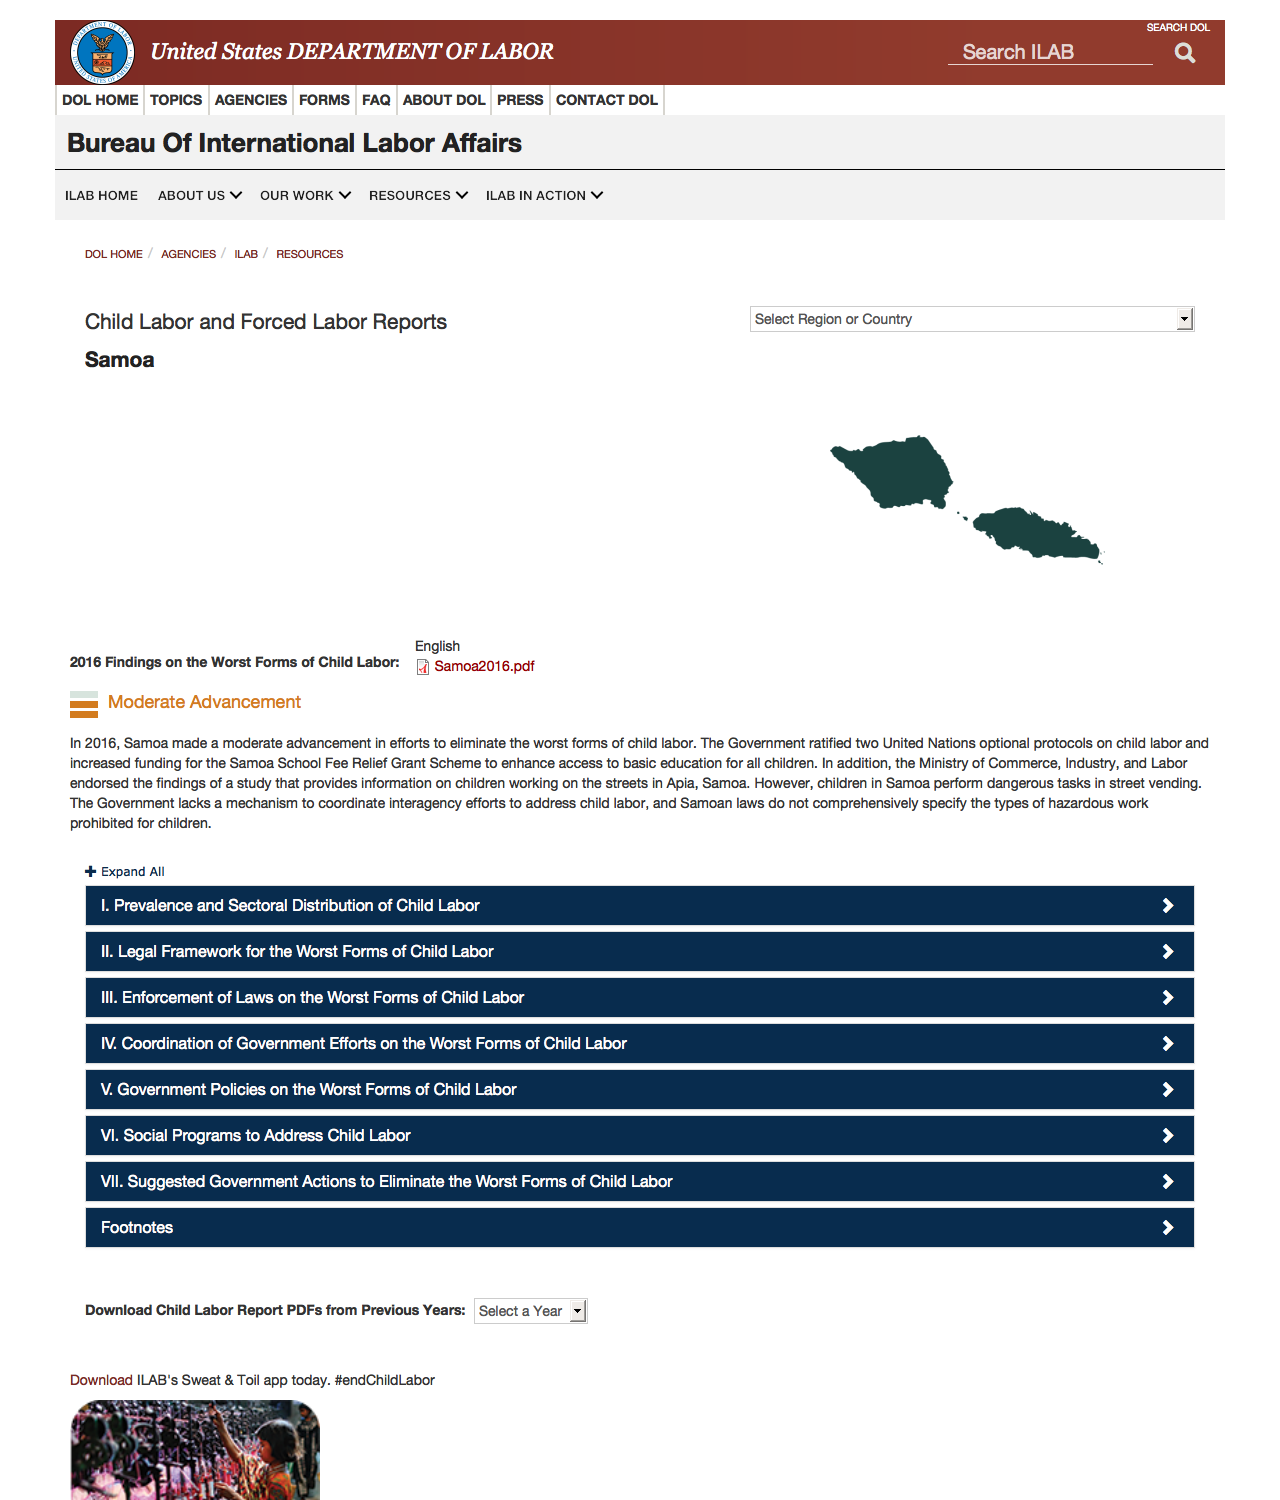 SEARCH DOL
United States DEPARTMENT OF LABOR
Search ILAB
DOL HOME TOPICS AGENCIES FORMS FAQ ABOUT DOL PRESS CONTACT DOL
Bureau Of International Labor Affairs
ILAB HOME ABOUT US OUR WORK RESOURCES ILAB IN ACTION
DOL HOME / AGENCIES / ILAB / RESOURCES
Child Labor and Forced Labor Reports
Select Region or Country
Samoa
English
2016 Findings on the Worst Forms of Child Labor:
Samoa2016.pdf
Moderate Advancement
In 2016, Samoa made a moderate advancement in efforts to eliminate the worst forms of child labor. The Government ratified two United Nations optional protocols on child labor and
increased funding for the Samoa School Fee Relief Grant Scheme to enhance access to basic education for all children. In addition, the Ministry of Commerce, Industry, and Labor
endorsed the findings of a study that provides information on children working on the streets in Apia, Samoa. However, children in Samoa perform dangerous tasks in street vending.
The Government lacks a mechanism to coordinate interagency efforts to address child labor, and Samoan laws do not comprehensively specify the types of hazardous work
prohibited for children.
Expand All
I. Prevalence and Sectoral Distribution of Child Labor
II. Legal Framework for the Worst Forms of Child Labor
III. Enforcement of Laws on the Worst Forms of Child Labor
IV. Coordination of Government Efforts on the Worst Forms of Child Labor
V. Government Policies on the Worst Forms of Child Labor
VI. Social Programs to Address Child Labor
VII. Suggested Government Actions to Eliminate the Worst Forms of Child Labor
Footnotes
Download Child Labor Report PDFs from Previous Years: Select a Year
Download ILAB's Sweat & Toil app today. #endChildLabor